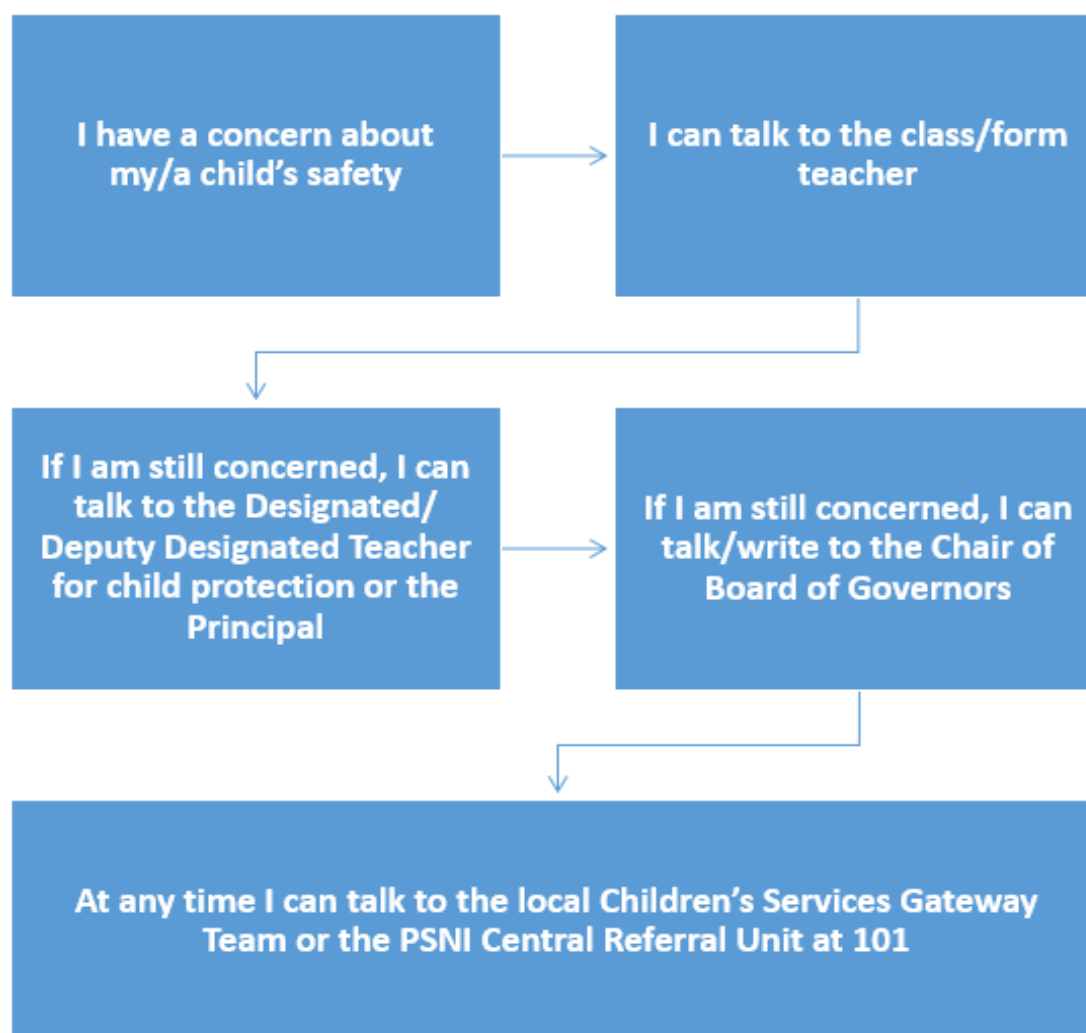 I have a concern about
my/a child's safety
I can talk to the class/form
teacher
If I am still concerned, I can
talk to the Designated/
Deputy Designated Teacher
for child protection or the
Principal
If I am still concerned, I can
talk/write to the Chair of
Board of Governors
At any time I can talk to the local Children's Services Gateway
Team or the PSNI Central Referral Unit at 101